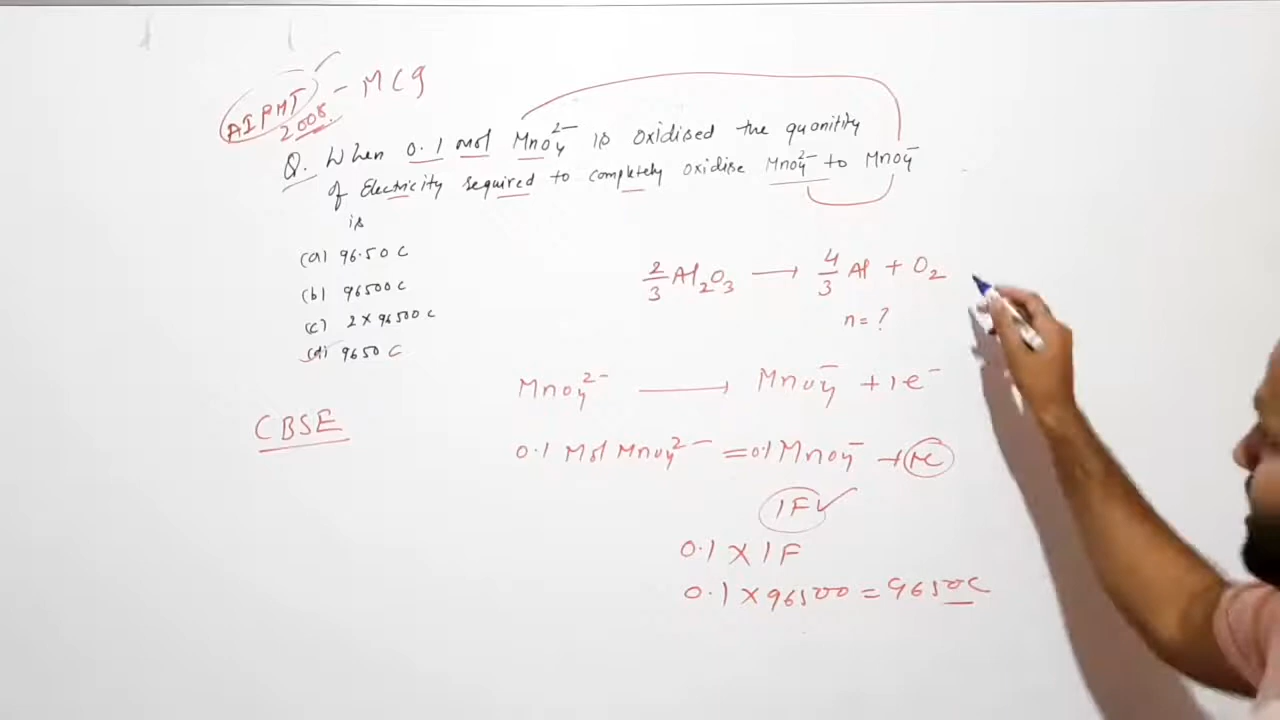 AIPMT - MCQ
2008
Q. When 0.1 mol MnO₄²⁻ is oxidised the quanitity
of Electricity required to completely oxidise MnO₄²⁻ to MnO₄⁻
is
(a) 96.50 C
(b) 96500 C
(c) 2 × 96500 C
(d) 9650 C
2/3 Al₂O₃ → 4/3 Al + O₂
n = ?
MnO₄²⁻ → MnO₄⁻ + 1e⁻
CBSE
0.1 Mol MnO₄²⁻ = 0.1 MnO₄⁻ +
1F ✓
0.1 × 1F
0.1 × 96500 = 9650C